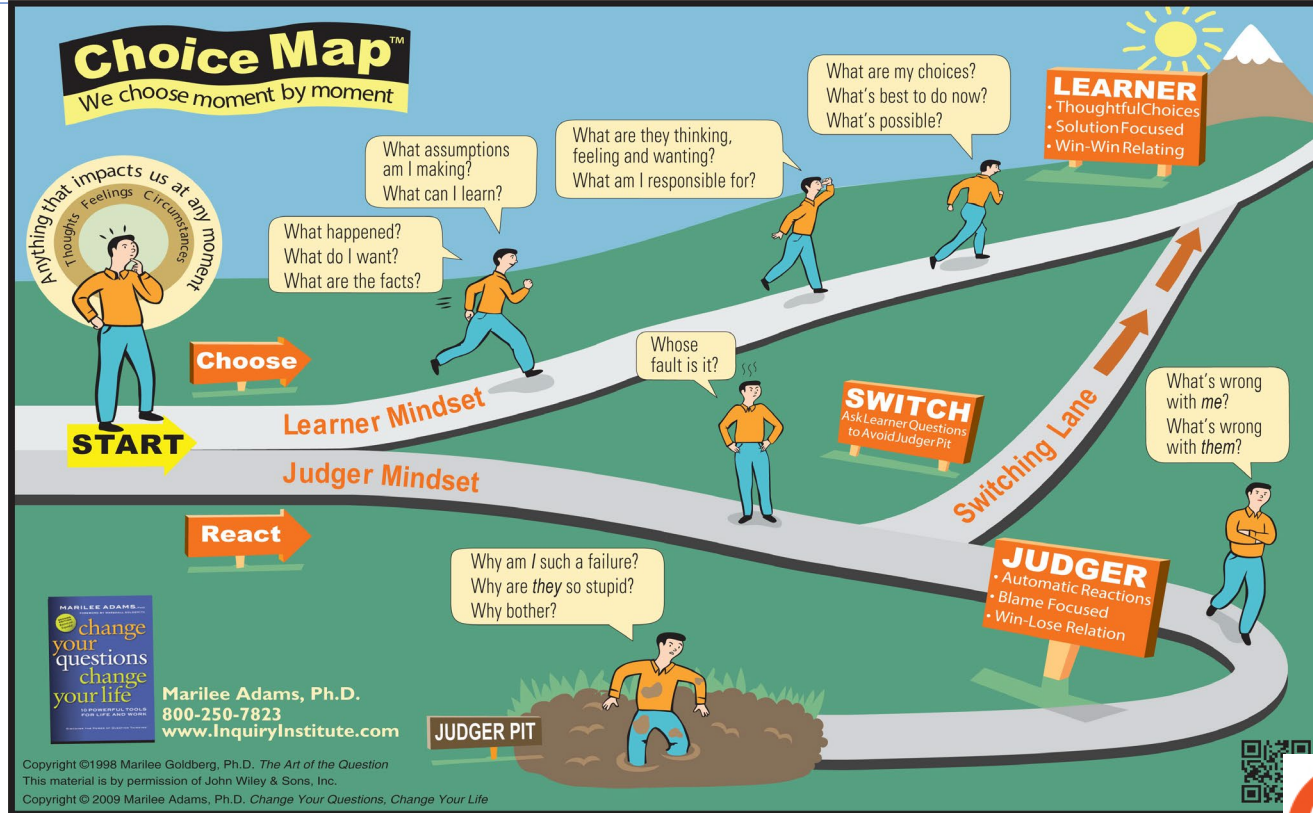 Choice Map™
We choose moment by moment
Anything that impacts us at any moment
Thoughts Feelings Circumstances
What happened?
What do I want?
What are the facts?
What assumptions
am I making?
What can I learn?
What are they thinking,
feeling and wanting?
What am I responsible for?
What are my choices?
What's best to do now?
What's possible?
LEARNER
• Thoughtful Choices
• Solution Focused
• Win-Win Relating
Choose
START
Learner Mindset
Judger Mindset
React
Whose
fault is it?
SWITCH
Ask Learner Questions
to Avoid Judger Pit
Switching Lane
What's wrong
with me?
What's wrong
with them?
JUDGER
• Automatic Reactions
• Blame Focused
• Win-Lose Relation
Why am I such a failure?
Why are they so stupid?
Why bother?
JUDGER PIT
MARILEE ADAMS
change
your
questions
change
your life
Marilee Adams, Ph.D.
800-250-7823
www.InquiryInstitute.com
Copyright ©1998 Marilee Goldberg, Ph.D. The Art of the Question
This material is by permission of John Wiley & Sons, Inc.
Copyright © 2009 Marilee Adams, Ph.D. Change Your Questions, Change Your Life